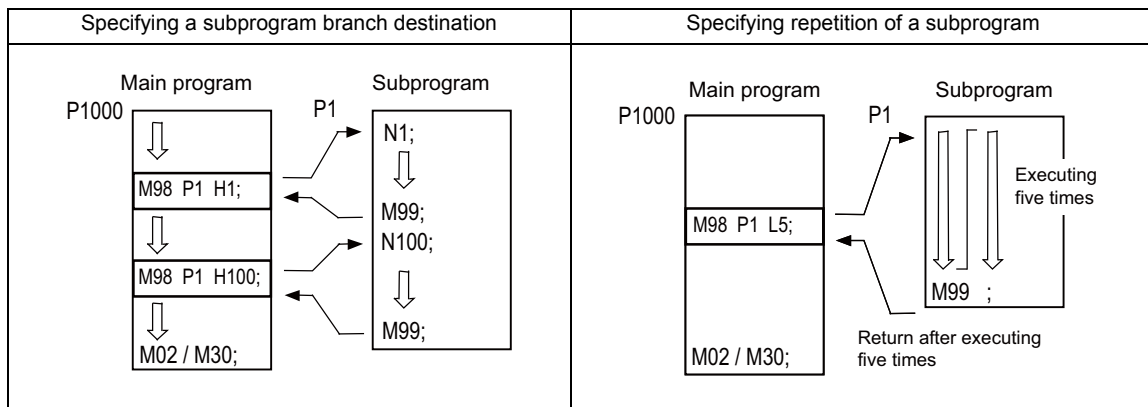 Specifying a subprogram branch destination
Main program
Subprogram
P1000
P1
N1;
M98 P1 H1;
M99;
N100;
M98 P1 H100;
M99;
M02 / M30;
Specifying repetition of a subprogram
Main program
Subprogram
P1000
P1
Executing
five times
M98 P1 L5;
M99 ;
Return after executing
five times
M02 / M30;